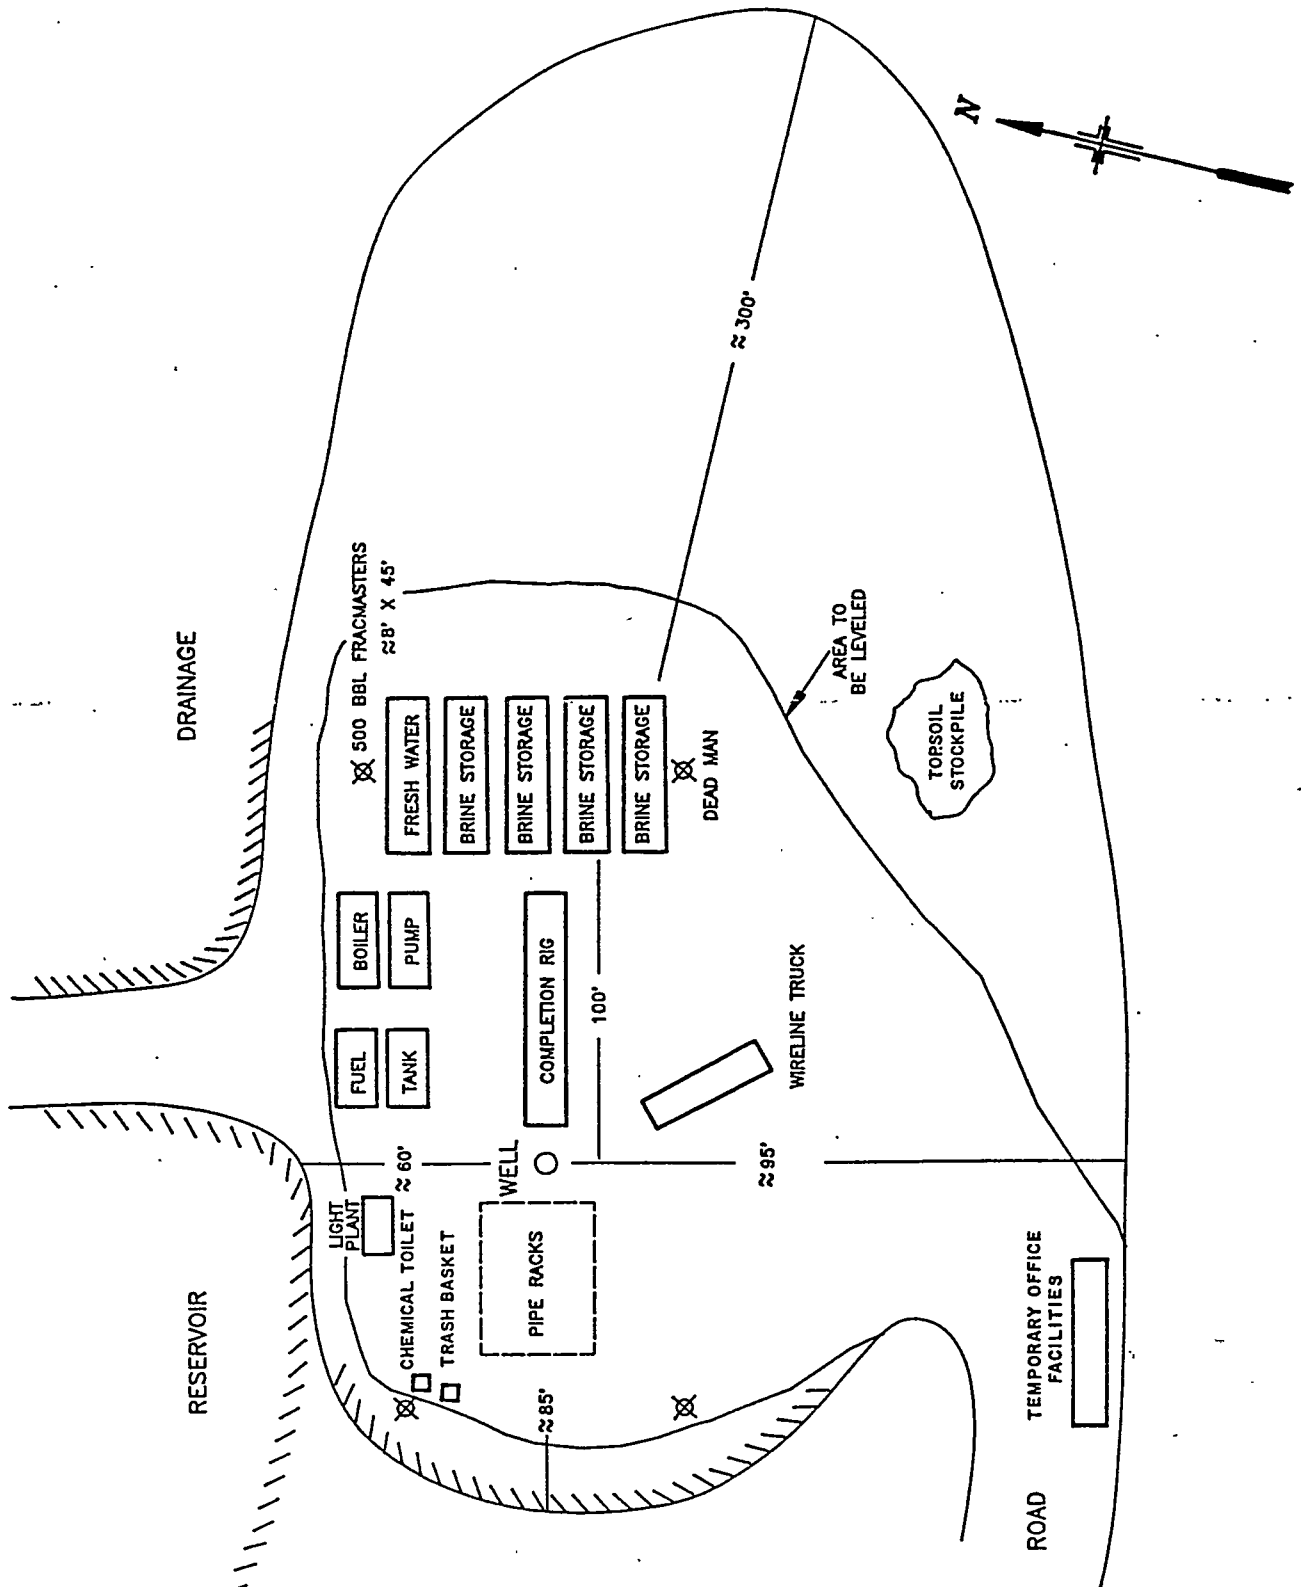 N
DRAINAGE
≈ 300'
500 BBL FRACMASTERS
≈8' X 45'
FRESH WATER
BRINE STORAGE
BRINE STORAGE
BRINE STORAGE
BRINE STORAGE
DEAD MAN
AREA TO
BE LEVELED
TOPSOIL
STOCKPILE
BOILER
PUMP
FUEL
TANK
COMPLETION RIG
100'
WIRELINE TRUCK
≈ 60'
WELL
≈95'
LIGHT
PLANT
CHEMICAL TOILET
TRASH BASKET
PIPE RACKS
≈85'
RESERVOIR
TEMPORARY OFFICE
FACILITIES
ROAD